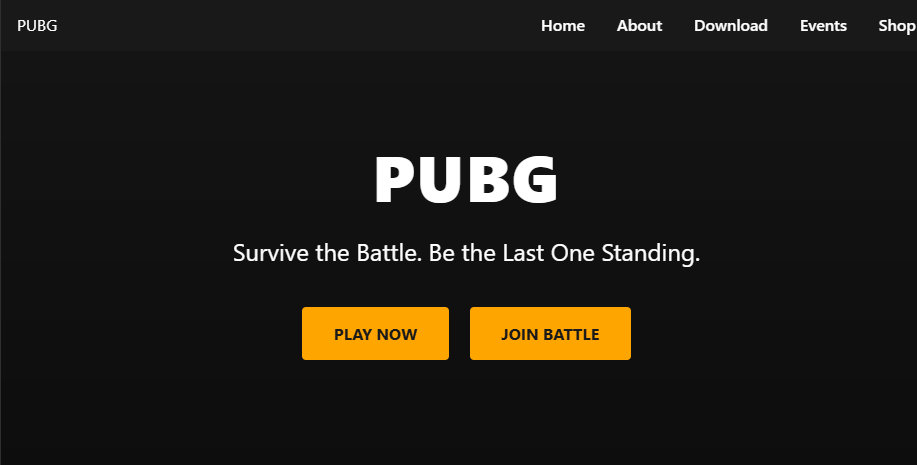 PUBG Home About Download Events Shop
PUBG
Survive the Battle. Be the Last One Standing.
PLAY NOW JOIN BATTLE